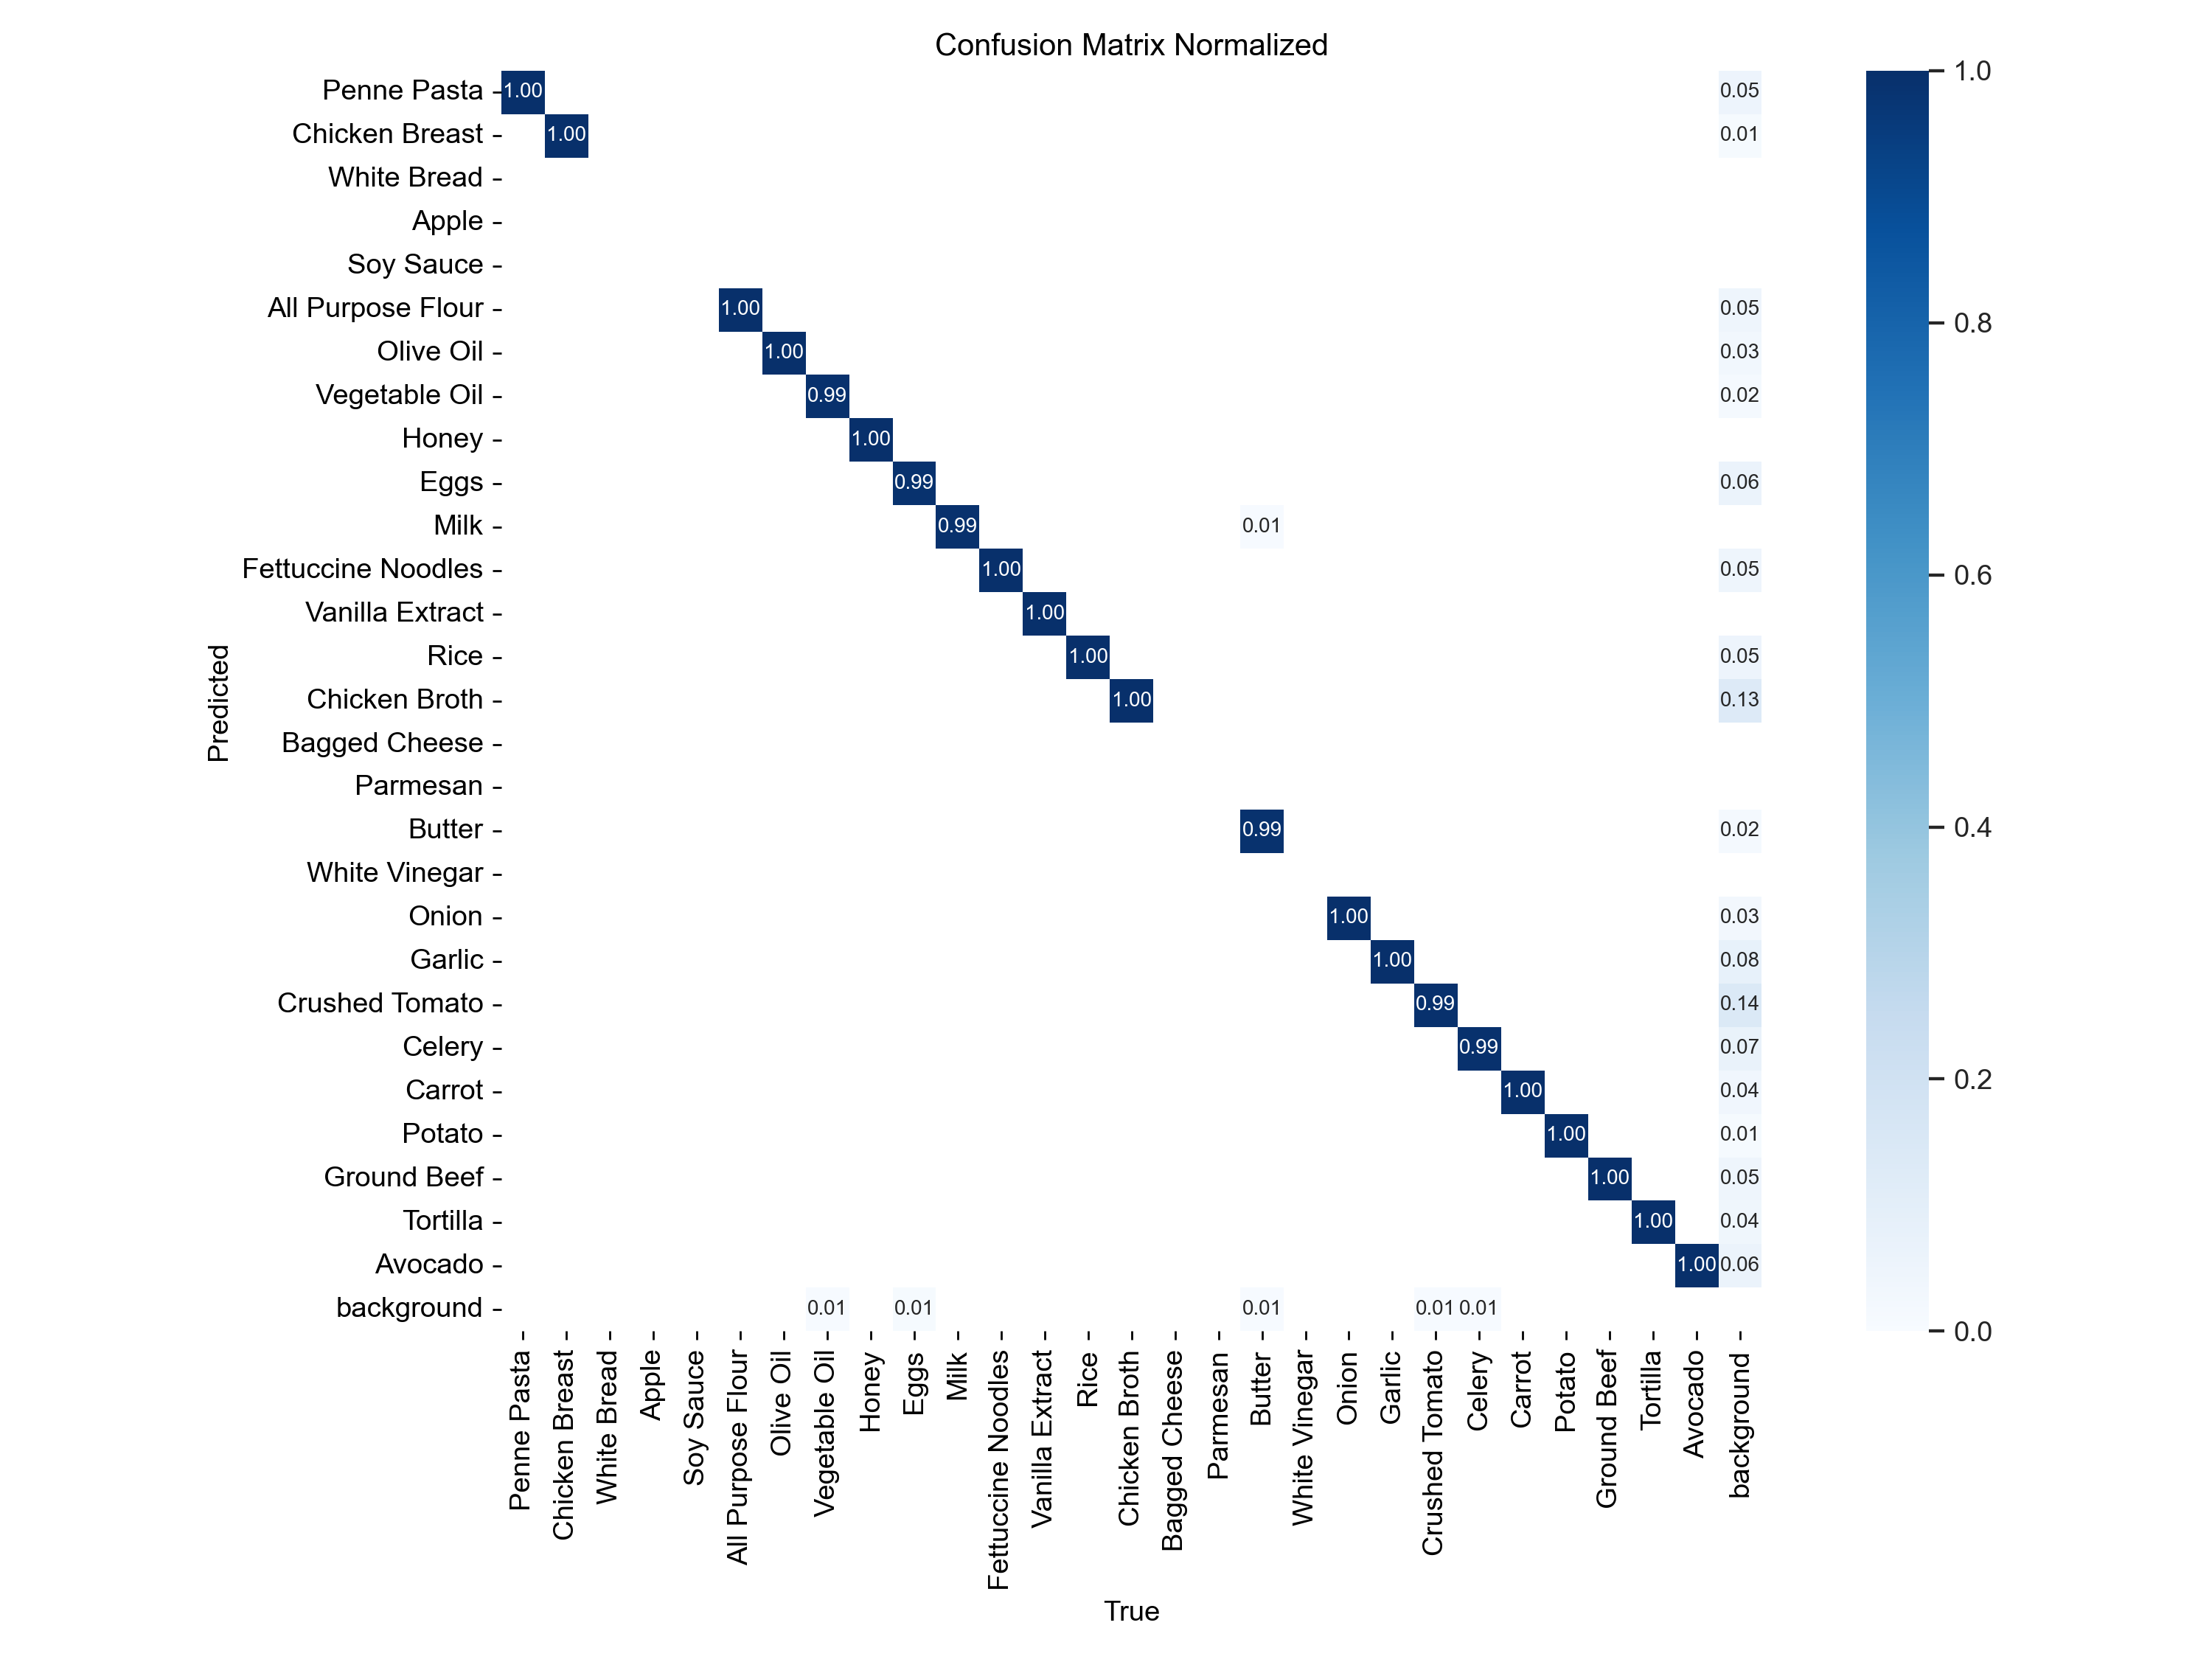 Confusion Matrix Normalized
Penne Pasta 1.00 0.05 1.0
Chicken Breast 1.00 0.01
White Bread
Apple
Soy Sauce
All Purpose Flour 1.00 0.05 0.8
Olive Oil 1.00 0.03
Vegetable Oil 0.99 0.02
Honey 1.00
Eggs 0.99 0.06
Milk 0.99 0.01
Fettuccine Noodles 1.00 0.05 0.6
Vanilla Extract 1.00
Rice 1.00 0.05
Chicken Broth 1.00 0.13
Predicted
Bagged Cheese
Parmesan
Butter 0.99 0.02 0.4
White Vinegar
Onion 1.00 0.03
Garlic 1.00 0.08
Crushed Tomato 0.99 0.14
Celery 0.99 0.07
Carrot 1.00 0.04 0.2
Potato 1.00 0.01
Ground Beef 1.00 0.05
Tortilla 1.00 0.04
Avocado 1.00 0.06
background 0.01 0.01 0.01 0.01 0.01 0.0
Penne Pasta
Chicken Breast
White Bread
Apple
Soy Sauce
All Purpose Flour
Olive Oil
Vegetable Oil
Honey
Eggs
Milk
Fettuccine Noodles
Vanilla Extract
Rice
Chicken Broth
Bagged Cheese
Parmesan
Butter
White Vinegar
Onion
Garlic
Crushed Tomato
Celery
Carrot
Potato
Ground Beef
Tortilla
Avocado
background
True